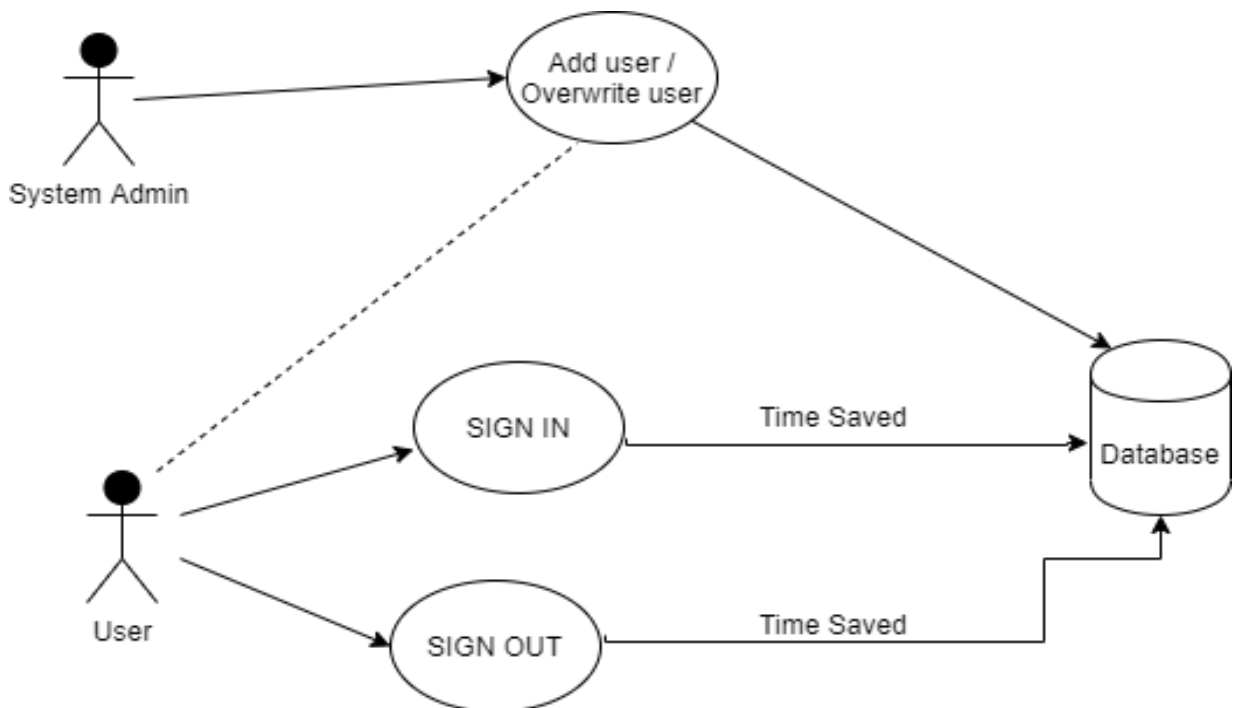 Add user /
Overwrite user
System Admin
SIGN IN
Time Saved
Database
User
SIGN OUT
Time Saved